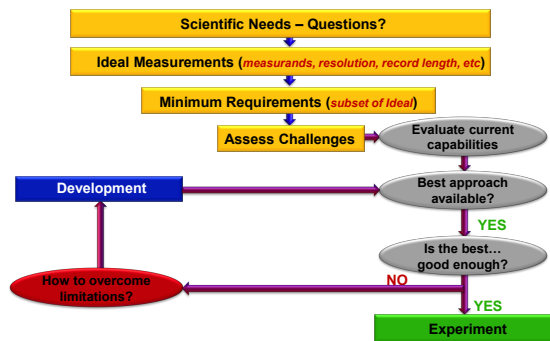 Scientific Needs – Questions?
Ideal Measurements (measurands, resolution, record length, etc)
Minimum Requirements (subset of Ideal)
Assess Challenges
Evaluate current
capabilities
Development
Best approach
available?
YES
Is the best…
good enough?
How to overcome
limitations?
NO
YES
Experiment